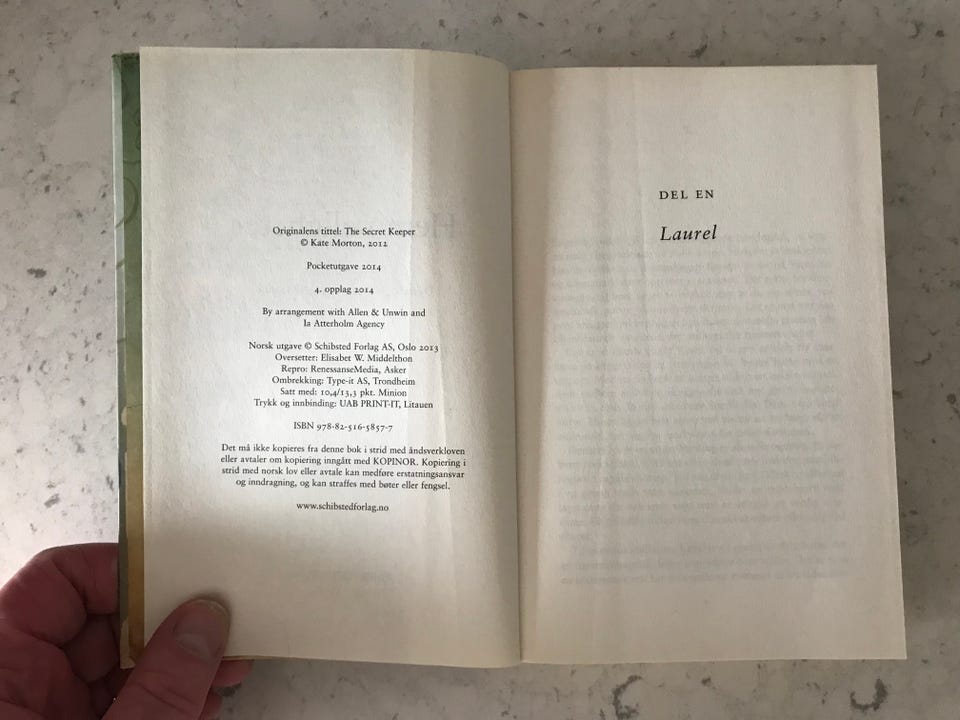 Originalens tittel: The Secret Keeper
© Kate Morton, 2012
Pocketutgave 2014
4. opplag 2014
By arrangement with Allen & Unwin and
Ia Atterholm Agency
Norsk utgave © Schibsted Forlag AS, Oslo 2013
Oversetter: Elisabet W. Middelthon
Repro: RenessanseMedia, Asker
Ombrekking: Type-it AS, Trondheim
Satt med: 10,4/13,3 pkt. Minion
Trykk og innbinding: UAB PRINT-IT, Litauen
ISBN 978-82-516-5857-7
Det må ikke kopieres fra denne bok i strid med åndsverkloven
eller avtaler om kopiering inngått med KOPINOR. Kopiering i
strid med norsk lov eller avtale kan medføre erstatningsansvar
og inndragning, og kan straffes med bøter eller fengsel.
www.schibstedforlag.no
DEL EN
Laurel